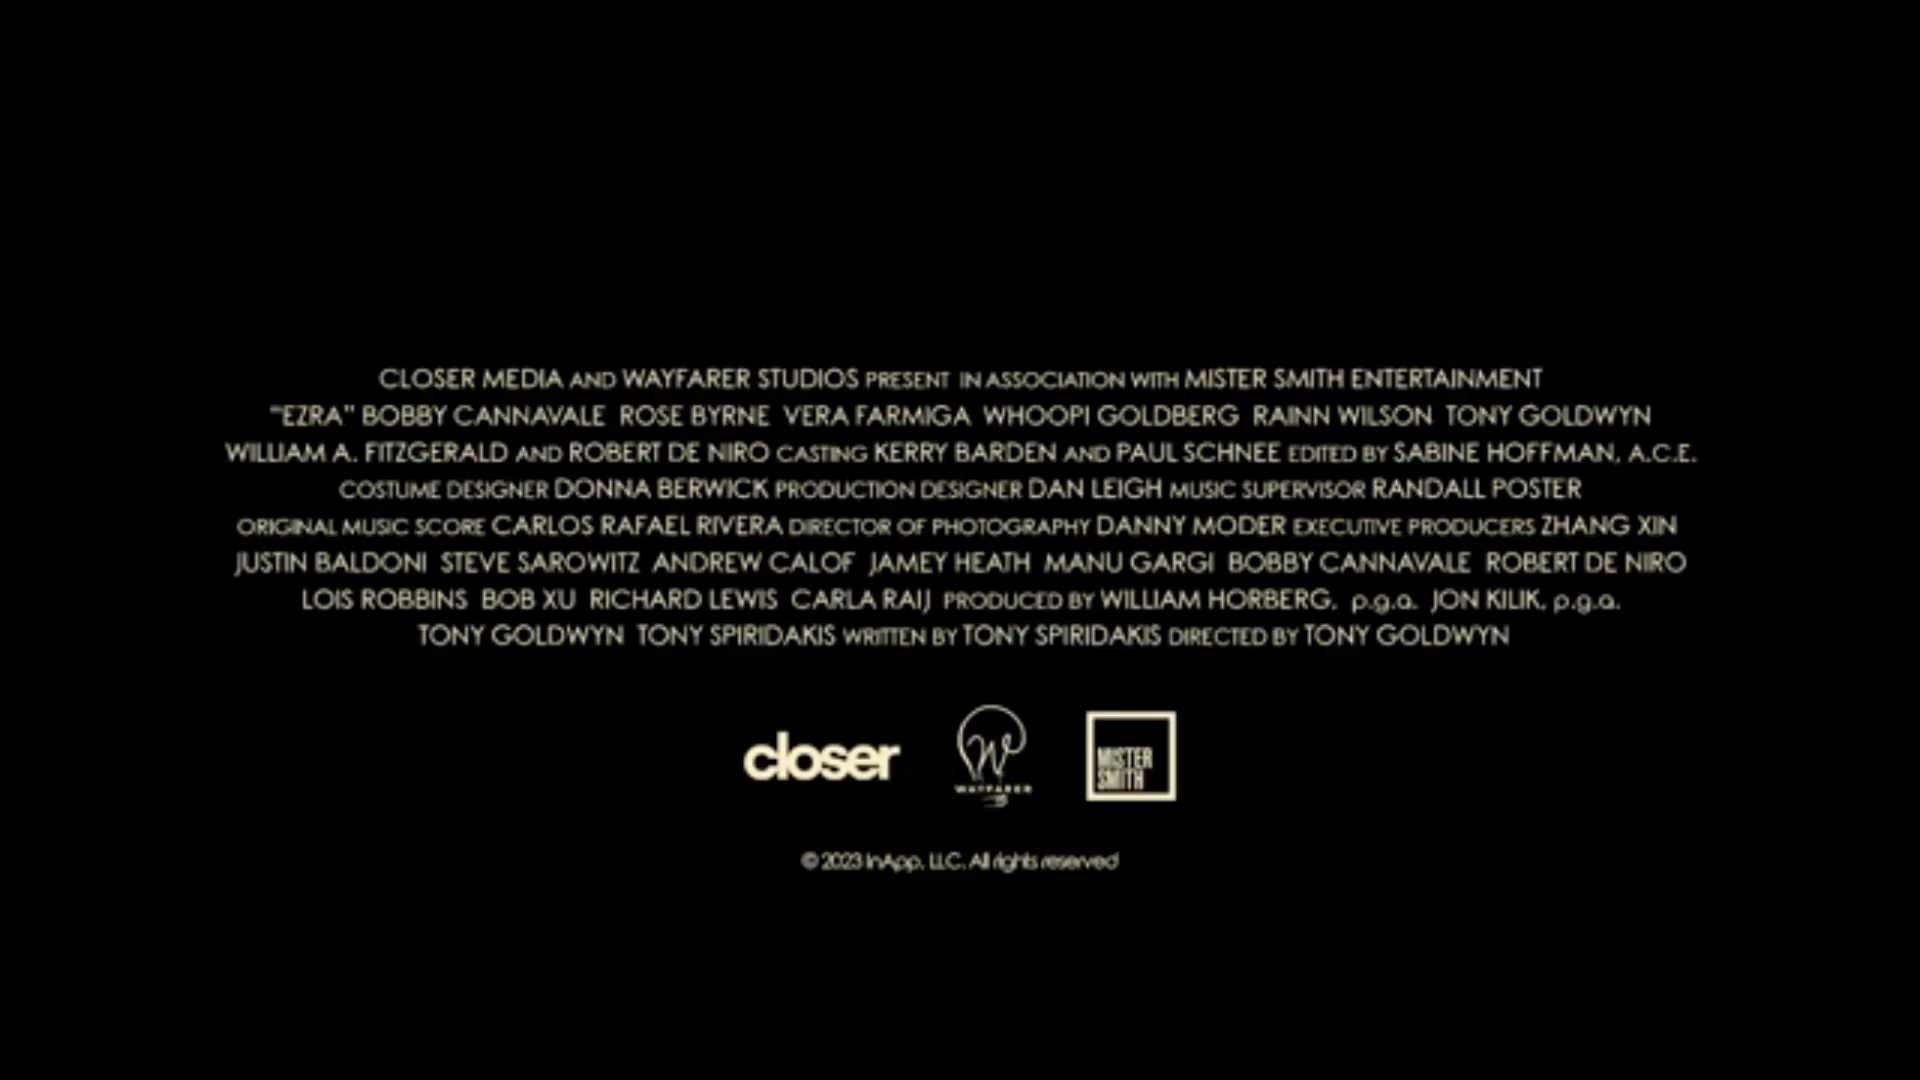 CLOSER MEDIA AND WAYFARER STUDIOS PRESENT IN ASSOCIATION WITH MISTER SMITH ENTERTAINMENT
"EZRA" BOBBY CANNAVALE ROSE BYRNE VERA FARMIGA WHOOPI GOLDBERG RAINN WILSON TONY GOLDWYN
WILLIAM A. FITZGERALD AND ROBERT DE NIRO CASTING KERRY BARDEN AND PAUL SCHNEE EDITED BY SABINE HOFFMAN, A.C.E.
COSTUME DESIGNER DONNA BERWICK PRODUCTION DESIGNER DAN LEIGH MUSIC SUPERVISOR RANDALL POSTER
ORIGINAL MUSIC SCORE CARLOS RAFAEL RIVERA DIRECTOR OF PHOTOGRAPHY DANNY MODER EXECUTIVE PRODUCERS ZHANG XIN
JUSTIN BALDONI STEVE SAROWITZ ANDREW CALOF JAMEY HEATH MANU GARGI BOBBY CANNAVALE ROBERT DE NIRO
LOIS ROBBINS BOB XU RICHARD LEWIS CARLA RAIJ PRODUCED BY WILLIAM HORBERG, p.g.a. JON KILIK, p.g.a.
TONY GOLDWYN TONY SPIRIDAKIS WRITTEN BY TONY SPIRIDAKIS DIRECTED BY TONY GOLDWYN
closer
W
WAYFARER
MISTER
SMITH
© 2023 InApp, LLC. All rights reserved